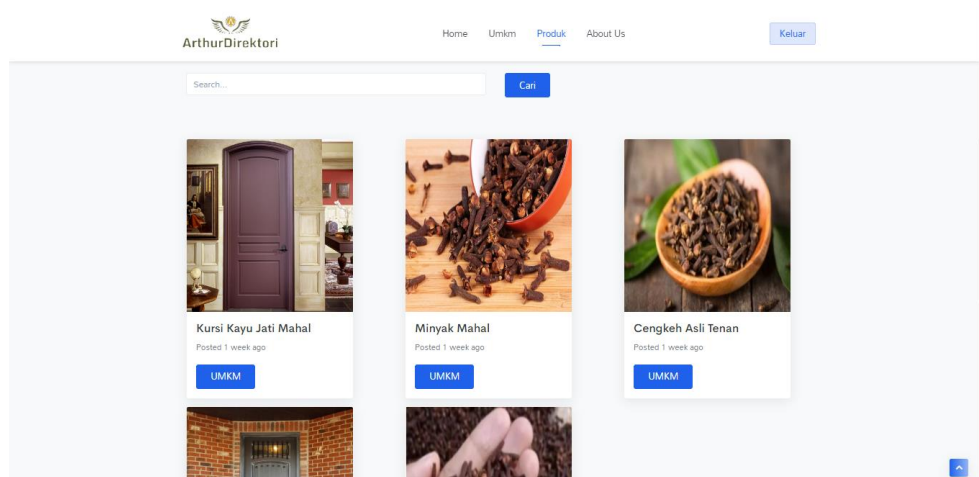 ArthurDirektori
Home Umkm Produk About Us
Keluar
Search...
Cari
Kursi Kayu Jati Mahal
Posted 1 week ago
UMKM
Minyak Mahal
Posted 1 week ago
UMKM
Cengkeh Asli Tenan
Posted 1 week ago
UMKM